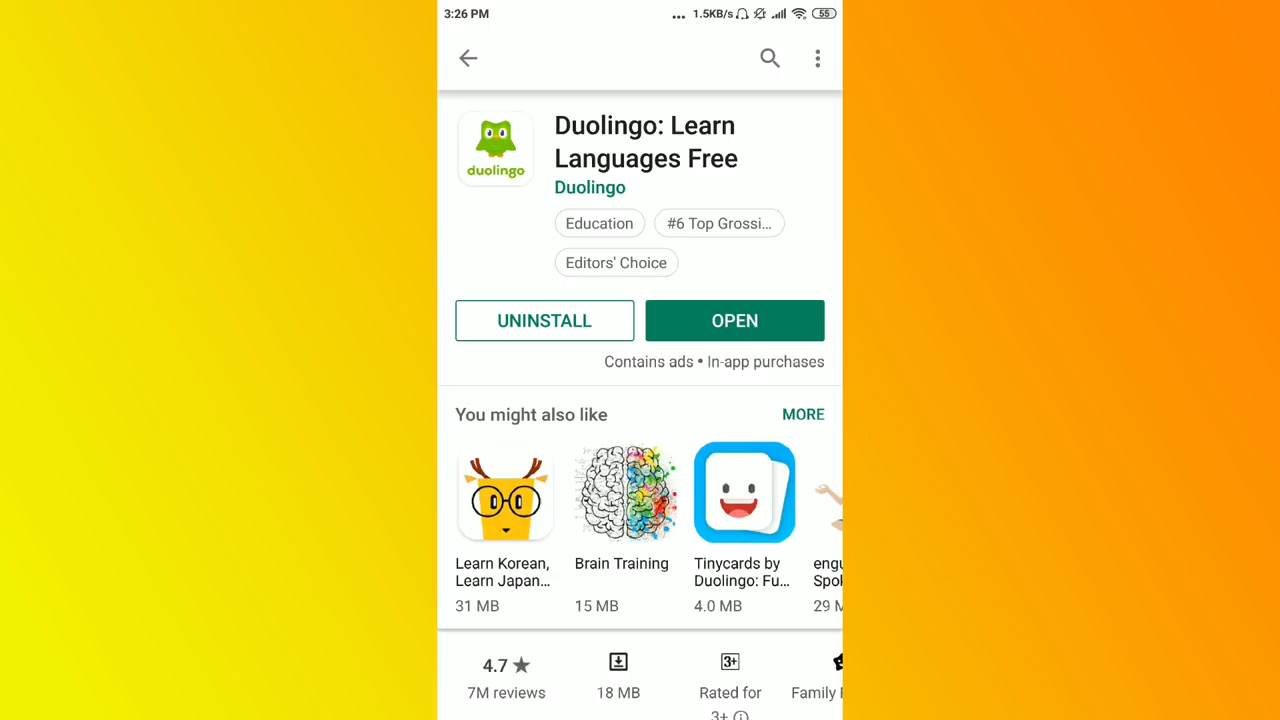 3:26 PM
... 1.5KB/s 55
duolingo
Duolingo: Learn
Languages Free
Duolingo
Education
#6 Top Grossi...
Editors' Choice
UNINSTALL
OPEN
Contains ads • In-app purchases
You might also like
MORE
Learn Korean,
Learn Japan...
31 MB
Brain Training
15 MB
Tinycards by
Duolingo: Fu...
4.0 MB
4.7 ★
7M reviews
18 MB
3+
Rated for
3+
Family